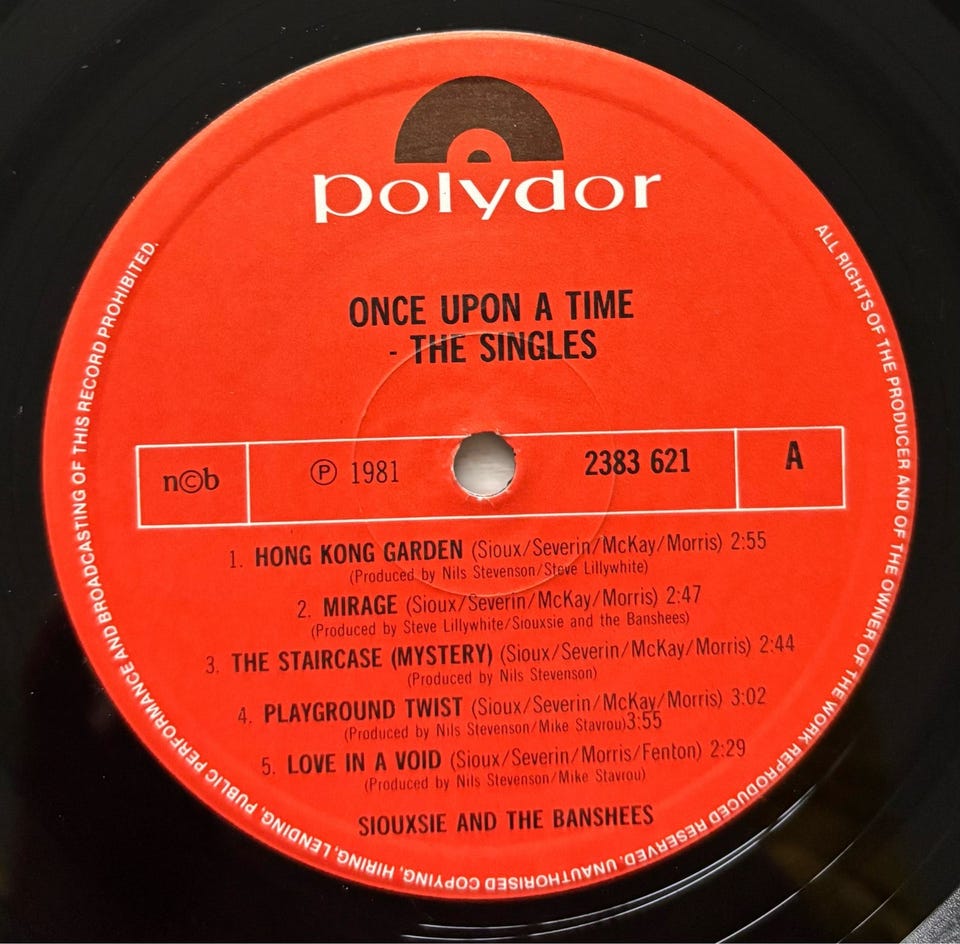 polydor
ONCE UPON A TIME
- THE SINGLES
n©b
℗ 1981
2383 621
A
1. HONG KONG GARDEN (Sioux/Severin/McKay/Morris) 2:55
(Produced by Nils Stevenson/Steve Lillywhite)
2. MIRAGE (Sioux/Severin/McKay/Morris) 2:47
(Produced by Steve Lillywhite/Siouxsie and the Banshees)
3. THE STAIRCASE (MYSTERY) (Sioux/Severin/McKay/Morris) 2:44
(Produced by Nils Stevenson)
4. PLAYGROUND TWIST (Sioux/Severin/McKay/Morris) 3:02
(Produced by Nils Stevenson/Mike Stavrou)3:55
5. LOVE IN A VOID (Sioux/Severin/Morris/Fenton) 2:29
(Produced by Nils Stevenson/Mike Stavrou)
SIOUXSIE AND THE BANSHEES
ALL RIGHTS OF THE PRODUCER AND OF THE OWNER OF THE WORK REPRODUCED RESERVED. UNAUTHORISED COPYING, HIRING, LENDING, PUBLIC PERFORMANCE AND BROADCASTING OF THIS RECORD PROHIBITED.